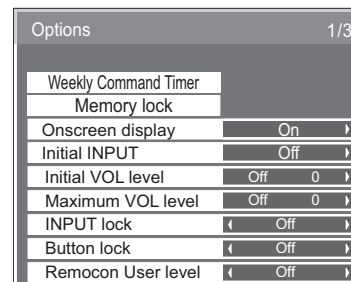 Options 1/3
Weekly Command Timer
Memory lock
Onscreen display On
Initial INPUT Off
Initial VOL level Off 0
Maximum VOL level Off 0
INPUT lock Off
Button lock Off
Remocon User level Off